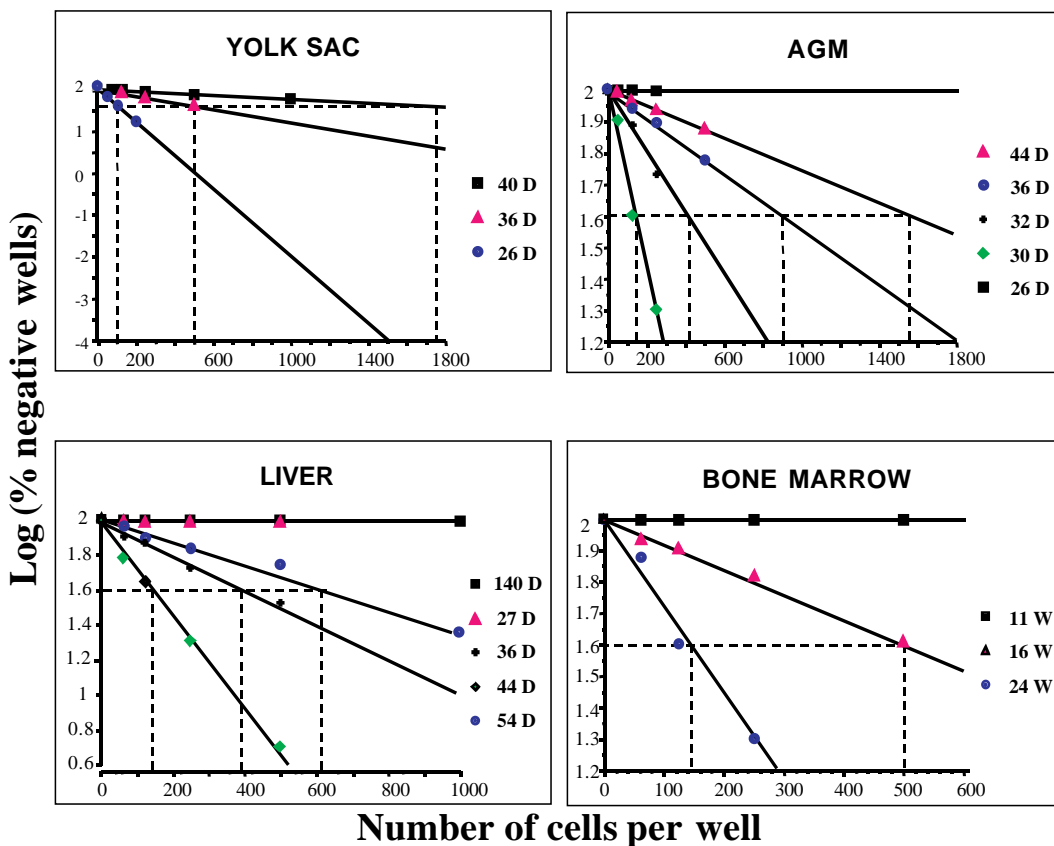 YOLK SAC
2
1
0
-1
-2
-3
-4
0
200
600
1000
1400
1800
40 D
36 D
26 D
AGM
2
1.9
1.8
1.7
1.6
1.5
1.4
1.3
1.2
0
200
600
1000
1400
1800
44 D
36 D
32 D
30 D
26 D
Log (% negative wells)
LIVER
2
1.8
1.6
1.4
1.2
1
0.8
0.6
0
200
400
600
800
1000
140 D
27 D
36 D
44 D
54 D
BONE MARROW
2
1.9
1.8
1.7
1.6
1.5
1.4
1.3
1.2
0
100
200
300
400
500
600
11 W
16 W
24 W
Number of cells per well